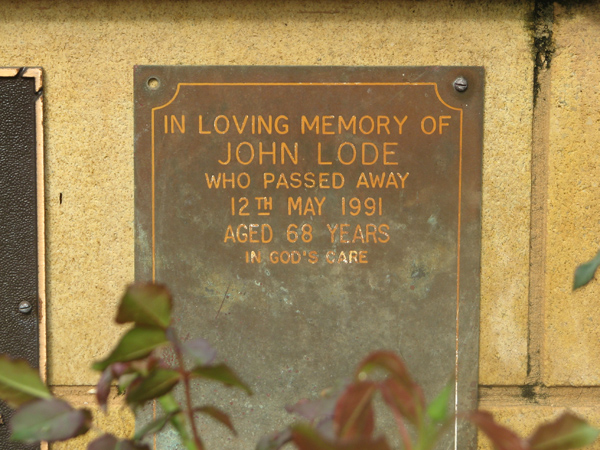 IN LOVING MEMORY OF
JOHN LODE
WHO PASSED AWAY
12TH MAY 1991
AGED 68 YEARS
IN GOD'S CARE